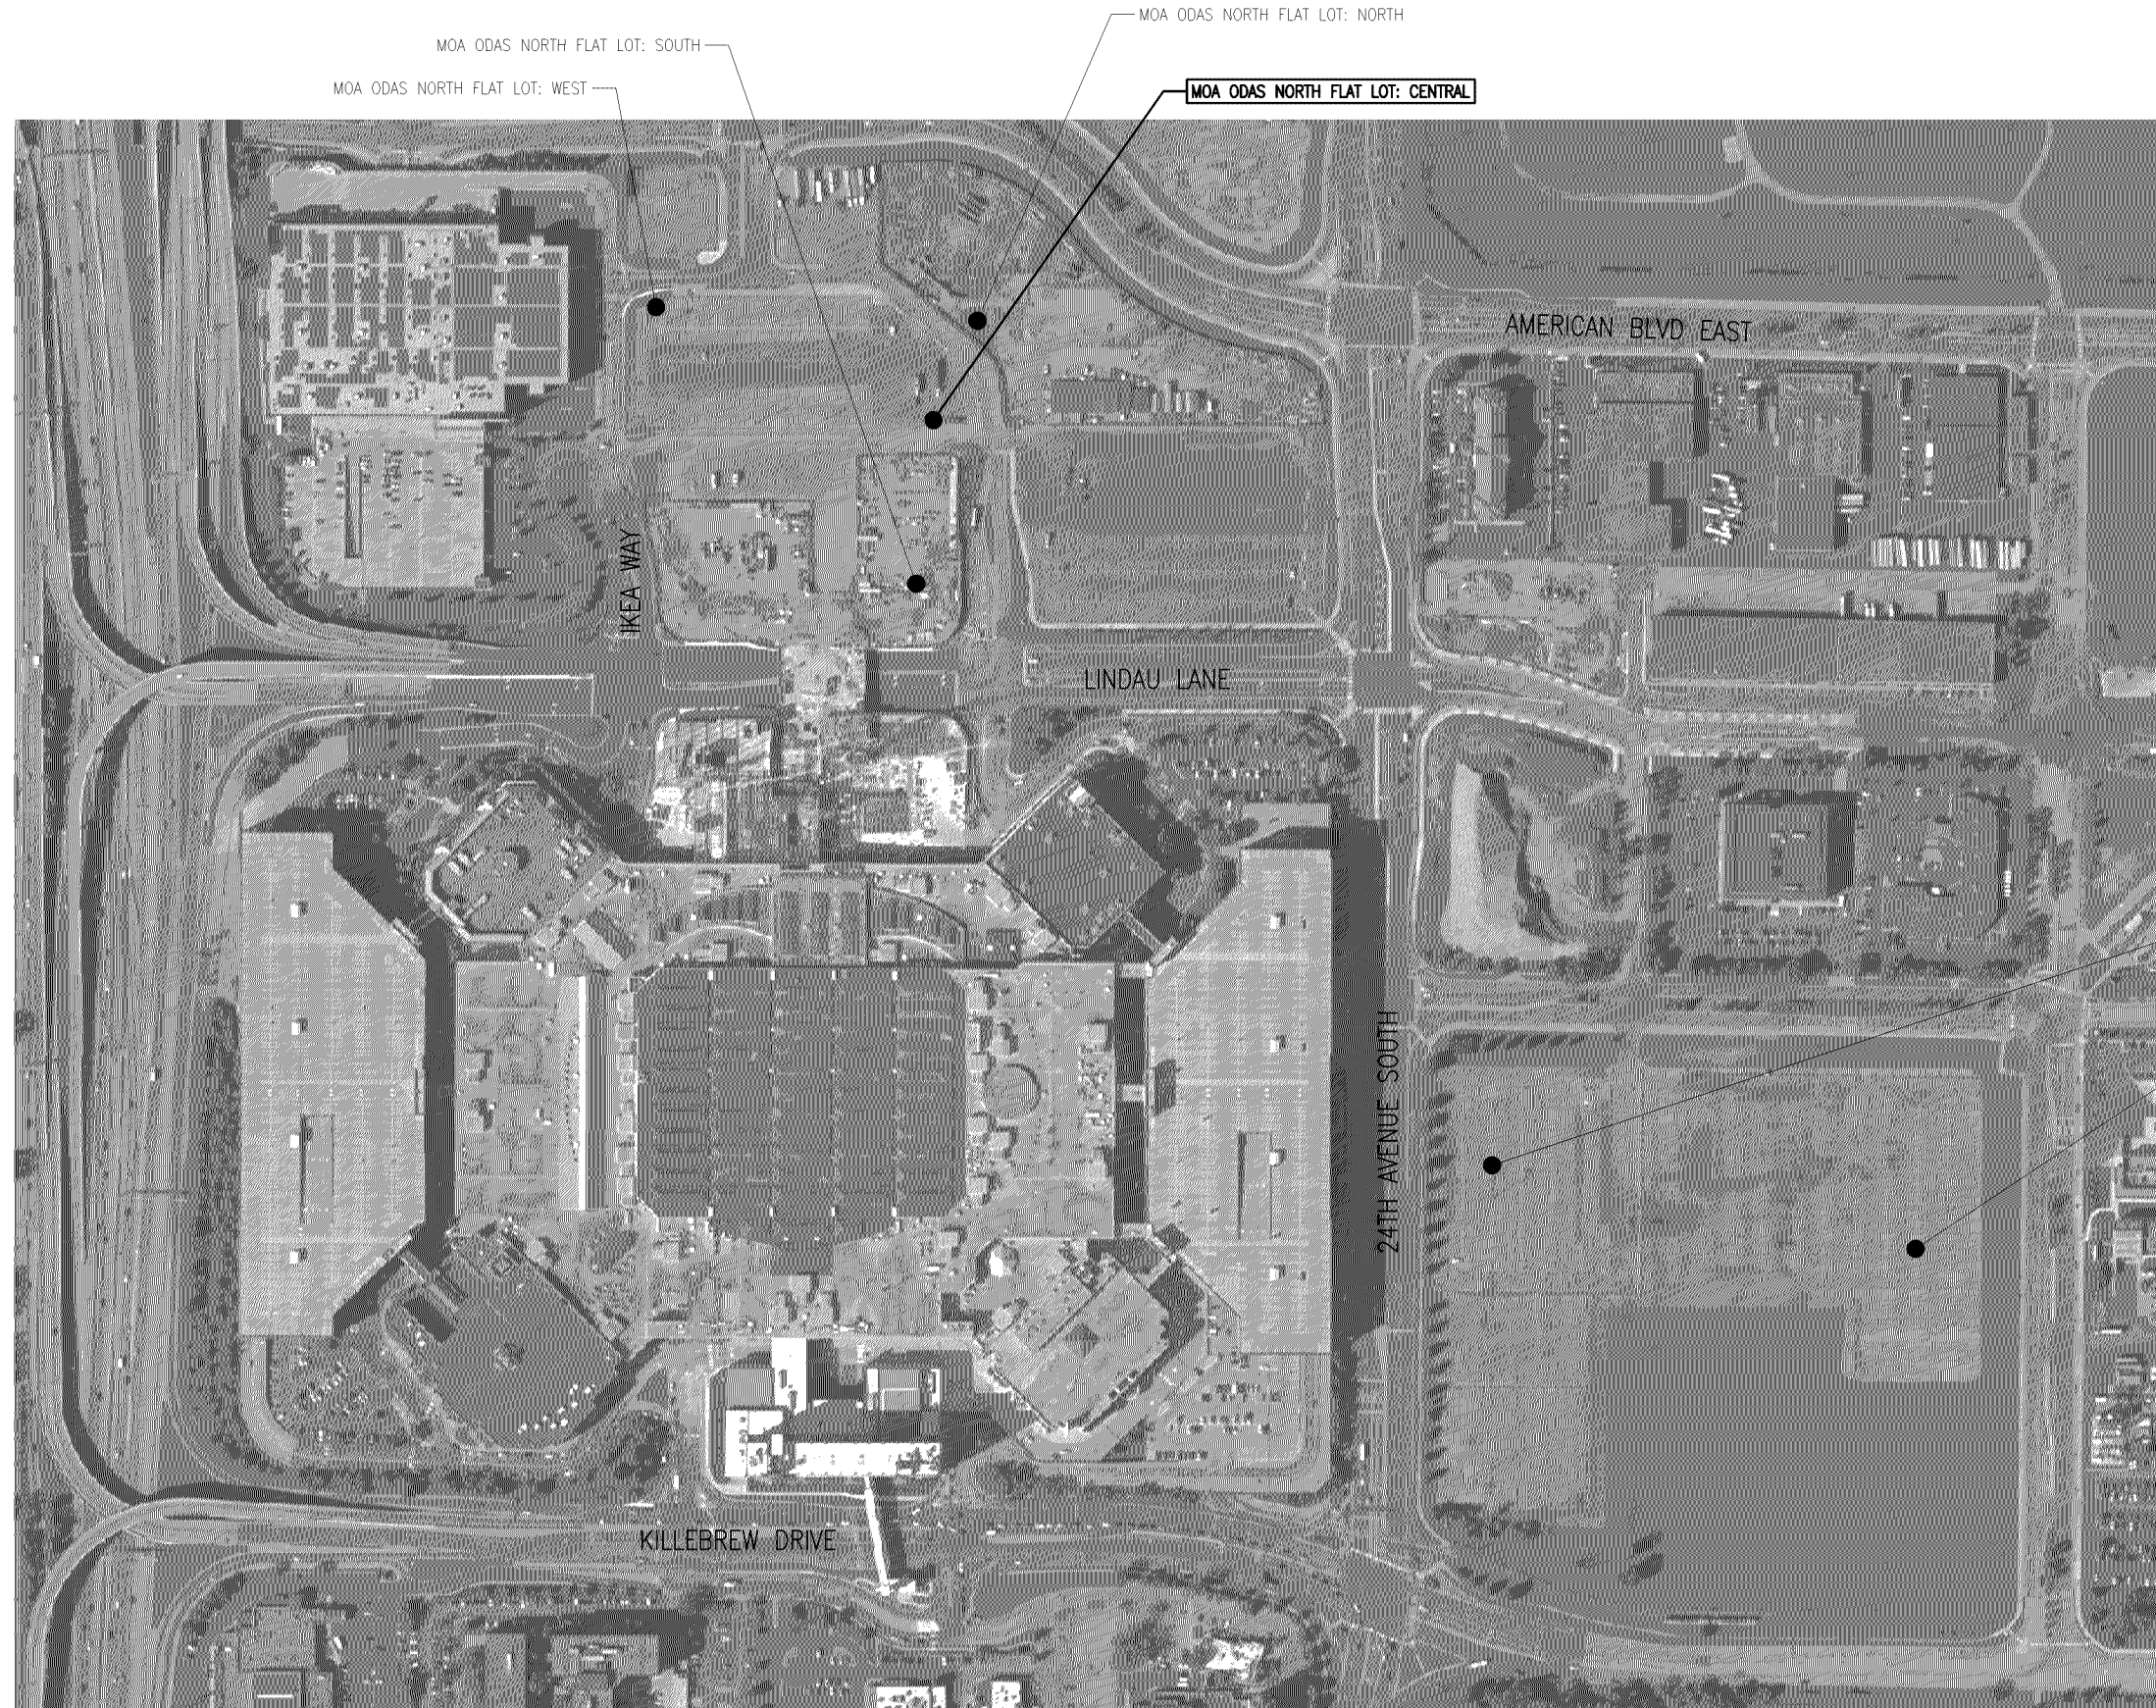 MOA ODAS NORTH FLAT LOT: NORTH
MOA ODAS NORTH FLAT LOT: SOUTH
MOA ODAS NORTH FLAT LOT: WEST
MOA ODAS NORTH FLAT LOT: CENTRAL
AMERICAN BLVD EAST
IKEA WAY
LINDAU LANE
24TH AVENUE SOUTH
KILLEBREW DRIVE